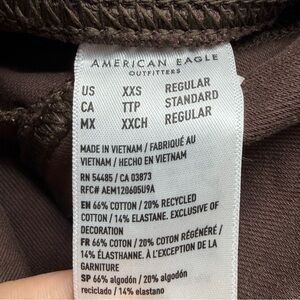 AMERICAN EAGLE
OUTFITTERS
US XXS REGULAR
CA TTP STANDARD
MX XXCH REGULAR
MADE IN VIETNAM / FABRIQUÉ AU
VIETNAM / HECHO EN VIETNAM
RN 54485 / CA 03873
RFC# AEM120605U9A
EN 66% COTTON / 20% RECYCLED
COTTON / 14% ELASTANE. EXCLUSIVE OF
DECORATION
FR 66% COTON / 20% COTON RÉGÉNÉRÉ /
14% ÉLASTHANNE. À L'EXCEPTION DE LA
GARNITURE
SP 66% algodón / 20% algodón
reciclado / 14% elastano